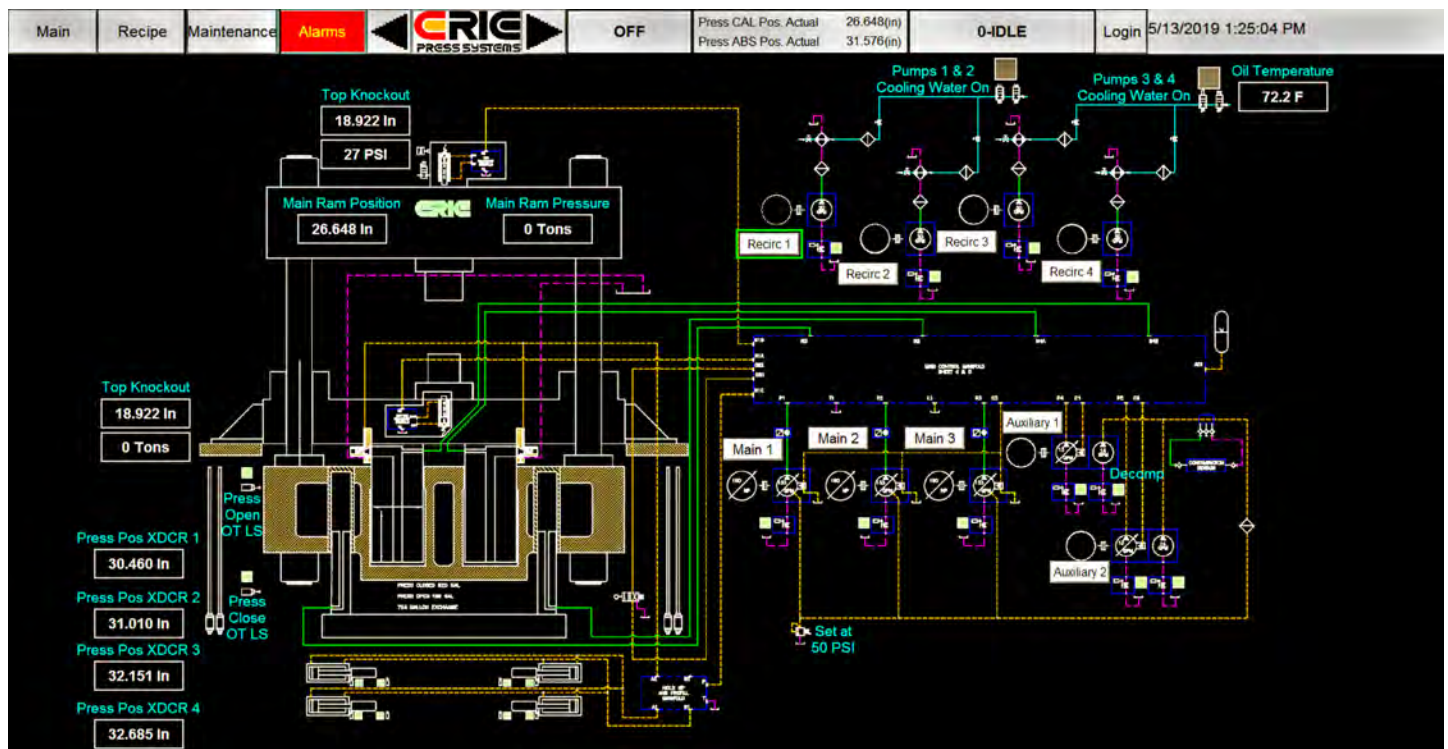 Main
Recipe
Maintenance
Alarms
ERIE
PRESS SYSTEMS
OFF
Press CAL Pos. Actual 26.648(in)
Press ABS Pos. Actual 31.576(in)
0-IDLE
Login
5/13/2019 1:25:04 PM
Pumps 1 & 2
Cooling Water On
Pumps 3 & 4
Cooling Water On
Oil Temperature
72.2 F
Top Knockout
18.922 In
27 PSI
Main Ram Position
26.648 In
ERIE
Main Ram Pressure
0 Tons
Recirc 1
Recirc 2
Recirc 3
Recirc 4
Top Knockout
18.922 In
0 Tons
Main 1
Main 2
Main 3
Auxiliary 1
Decomp
Auxiliary 2
Press
Open
OT LS
Press
Close
OT LS
Press Pos XDCR 1
30.460 In
Press Pos XDCR 2
31.010 In
Press Pos XDCR 3
32.151 In
Press Pos XDCR 4
32.685 In
Set at
50 PSI